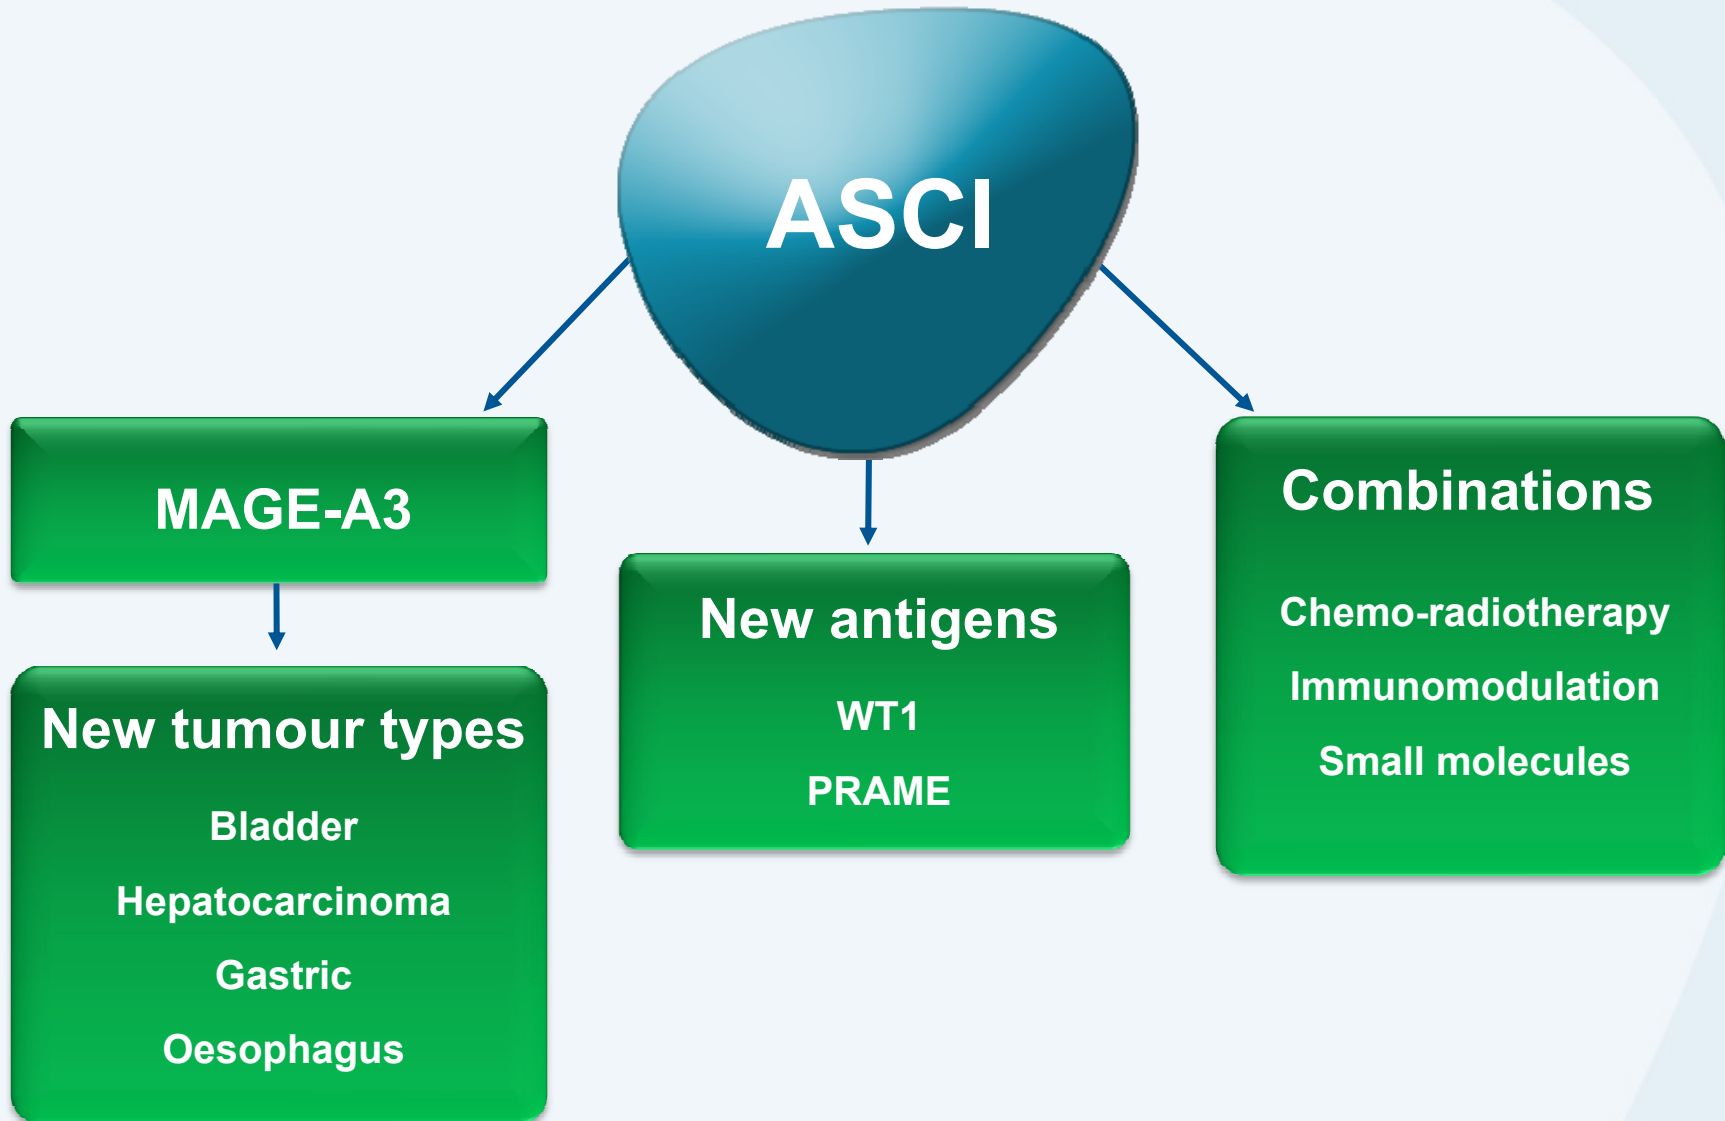 ASCI
MAGE-A3
New tumour types
Bladder
Hepatocarcinoma
Gastric
Oesophagus
New antigens
WT1
PRAME
Combinations
Chemo-radiotherapy
Immunomodulation
Small molecules